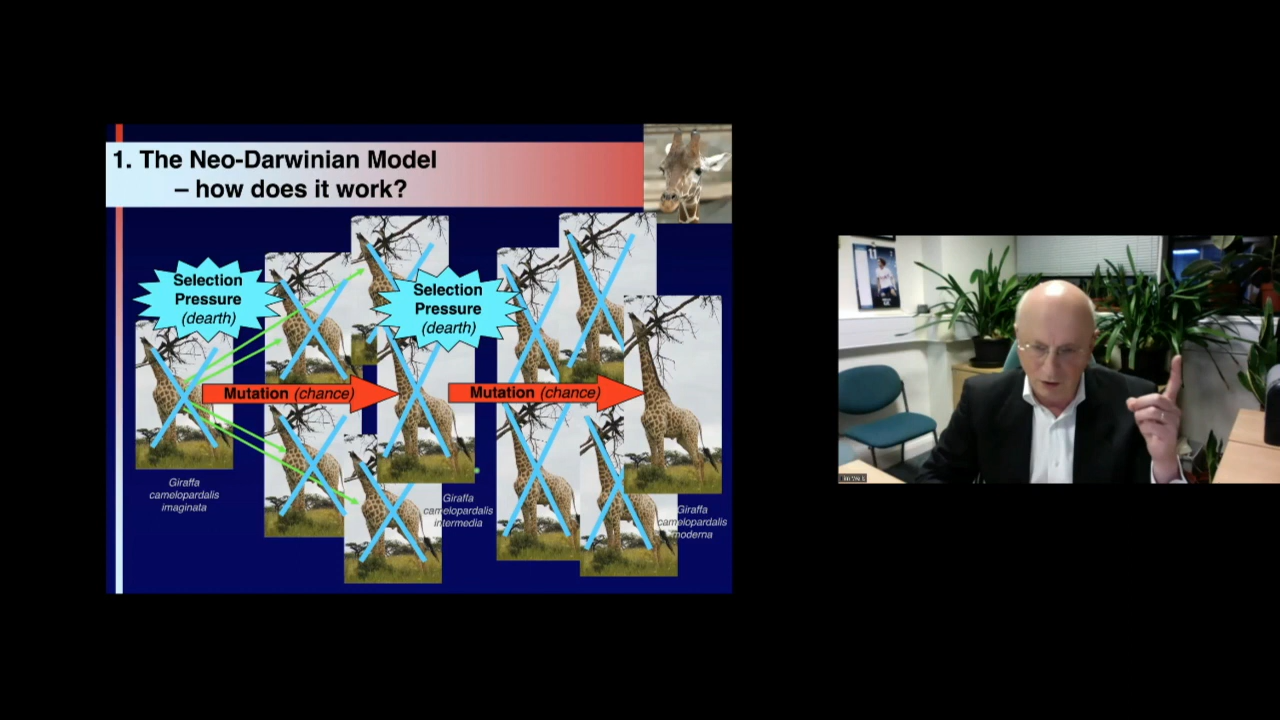 1. The Neo-Darwinian Model
– how does it work?
Selection
Pressure
(dearth)
Selection
Pressure
(dearth)
Mutation (chance)
Mutation (chance)
Giraffa
camelopardalis
imaginata
Giraffa
camelopardalis
intermedia
Giraffa
camelopardalis
moderna
11